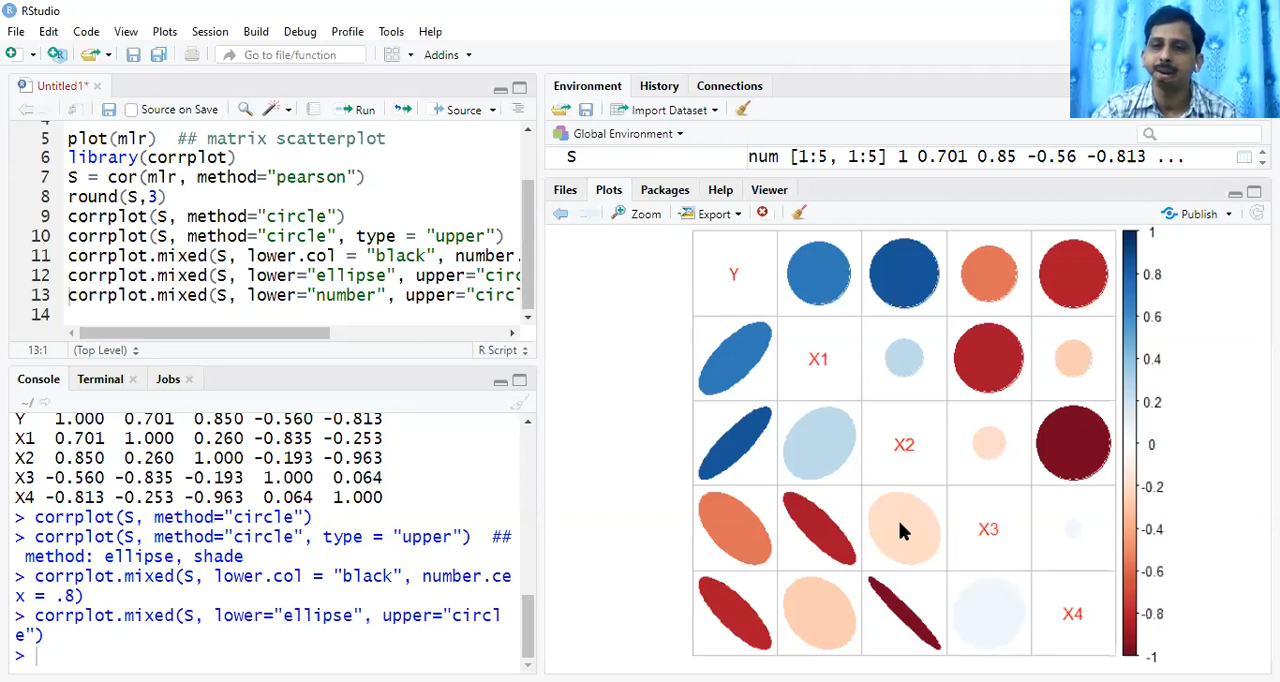 RStudio
File Edit Code View Plots Session Build Debug Profile Tools Help
Go to file/function Addins
Untitled1*
Source on Save Run Source
5 plot(mlr) ## matrix scatterplot
6 library(corrplot)
7 S = cor(mlr, method="pearson")
8 round(S,3)
9 corrplot(S, method="circle")
10 corrplot(S, method="circle", type = "upper")
11 corrplot.mixed(S, lower.col = "black", number.
12 corrplot.mixed(S, lower="ellipse", upper="circ
13 corrplot.mixed(S, lower="number", upper="circl
14
13:1 (Top Level) R Script
Console Terminal Jobs
~/
Y 1.000 0.701 0.850 -0.560 -0.813
X1 0.701 1.000 0.260 -0.835 -0.253
X2 0.850 0.260 1.000 -0.193 -0.963
X3 -0.560 -0.835 -0.193 1.000 0.064
X4 -0.813 -0.253 -0.963 0.064 1.000
> corrplot(S, method="circle")
> corrplot(S, method="circle", type = "upper") ##
method: ellipse, shade
> corrplot.mixed(S, lower.col = "black", number.ce
x = .8)
> corrplot.mixed(S, lower="ellipse", upper="circl
e")
>
Environment History Connections
Import Dataset
Global Environment
S num [1:5, 1:5] 1 0.701 0.85 -0.56 -0.813 ...
Files Plots Packages Help Viewer
Zoom Export Publish
Y
X1
X2
X3
X4
1
0.8
0.6
0.4
0.2
0
-0.2
-0.4
-0.6
-0.8
-1